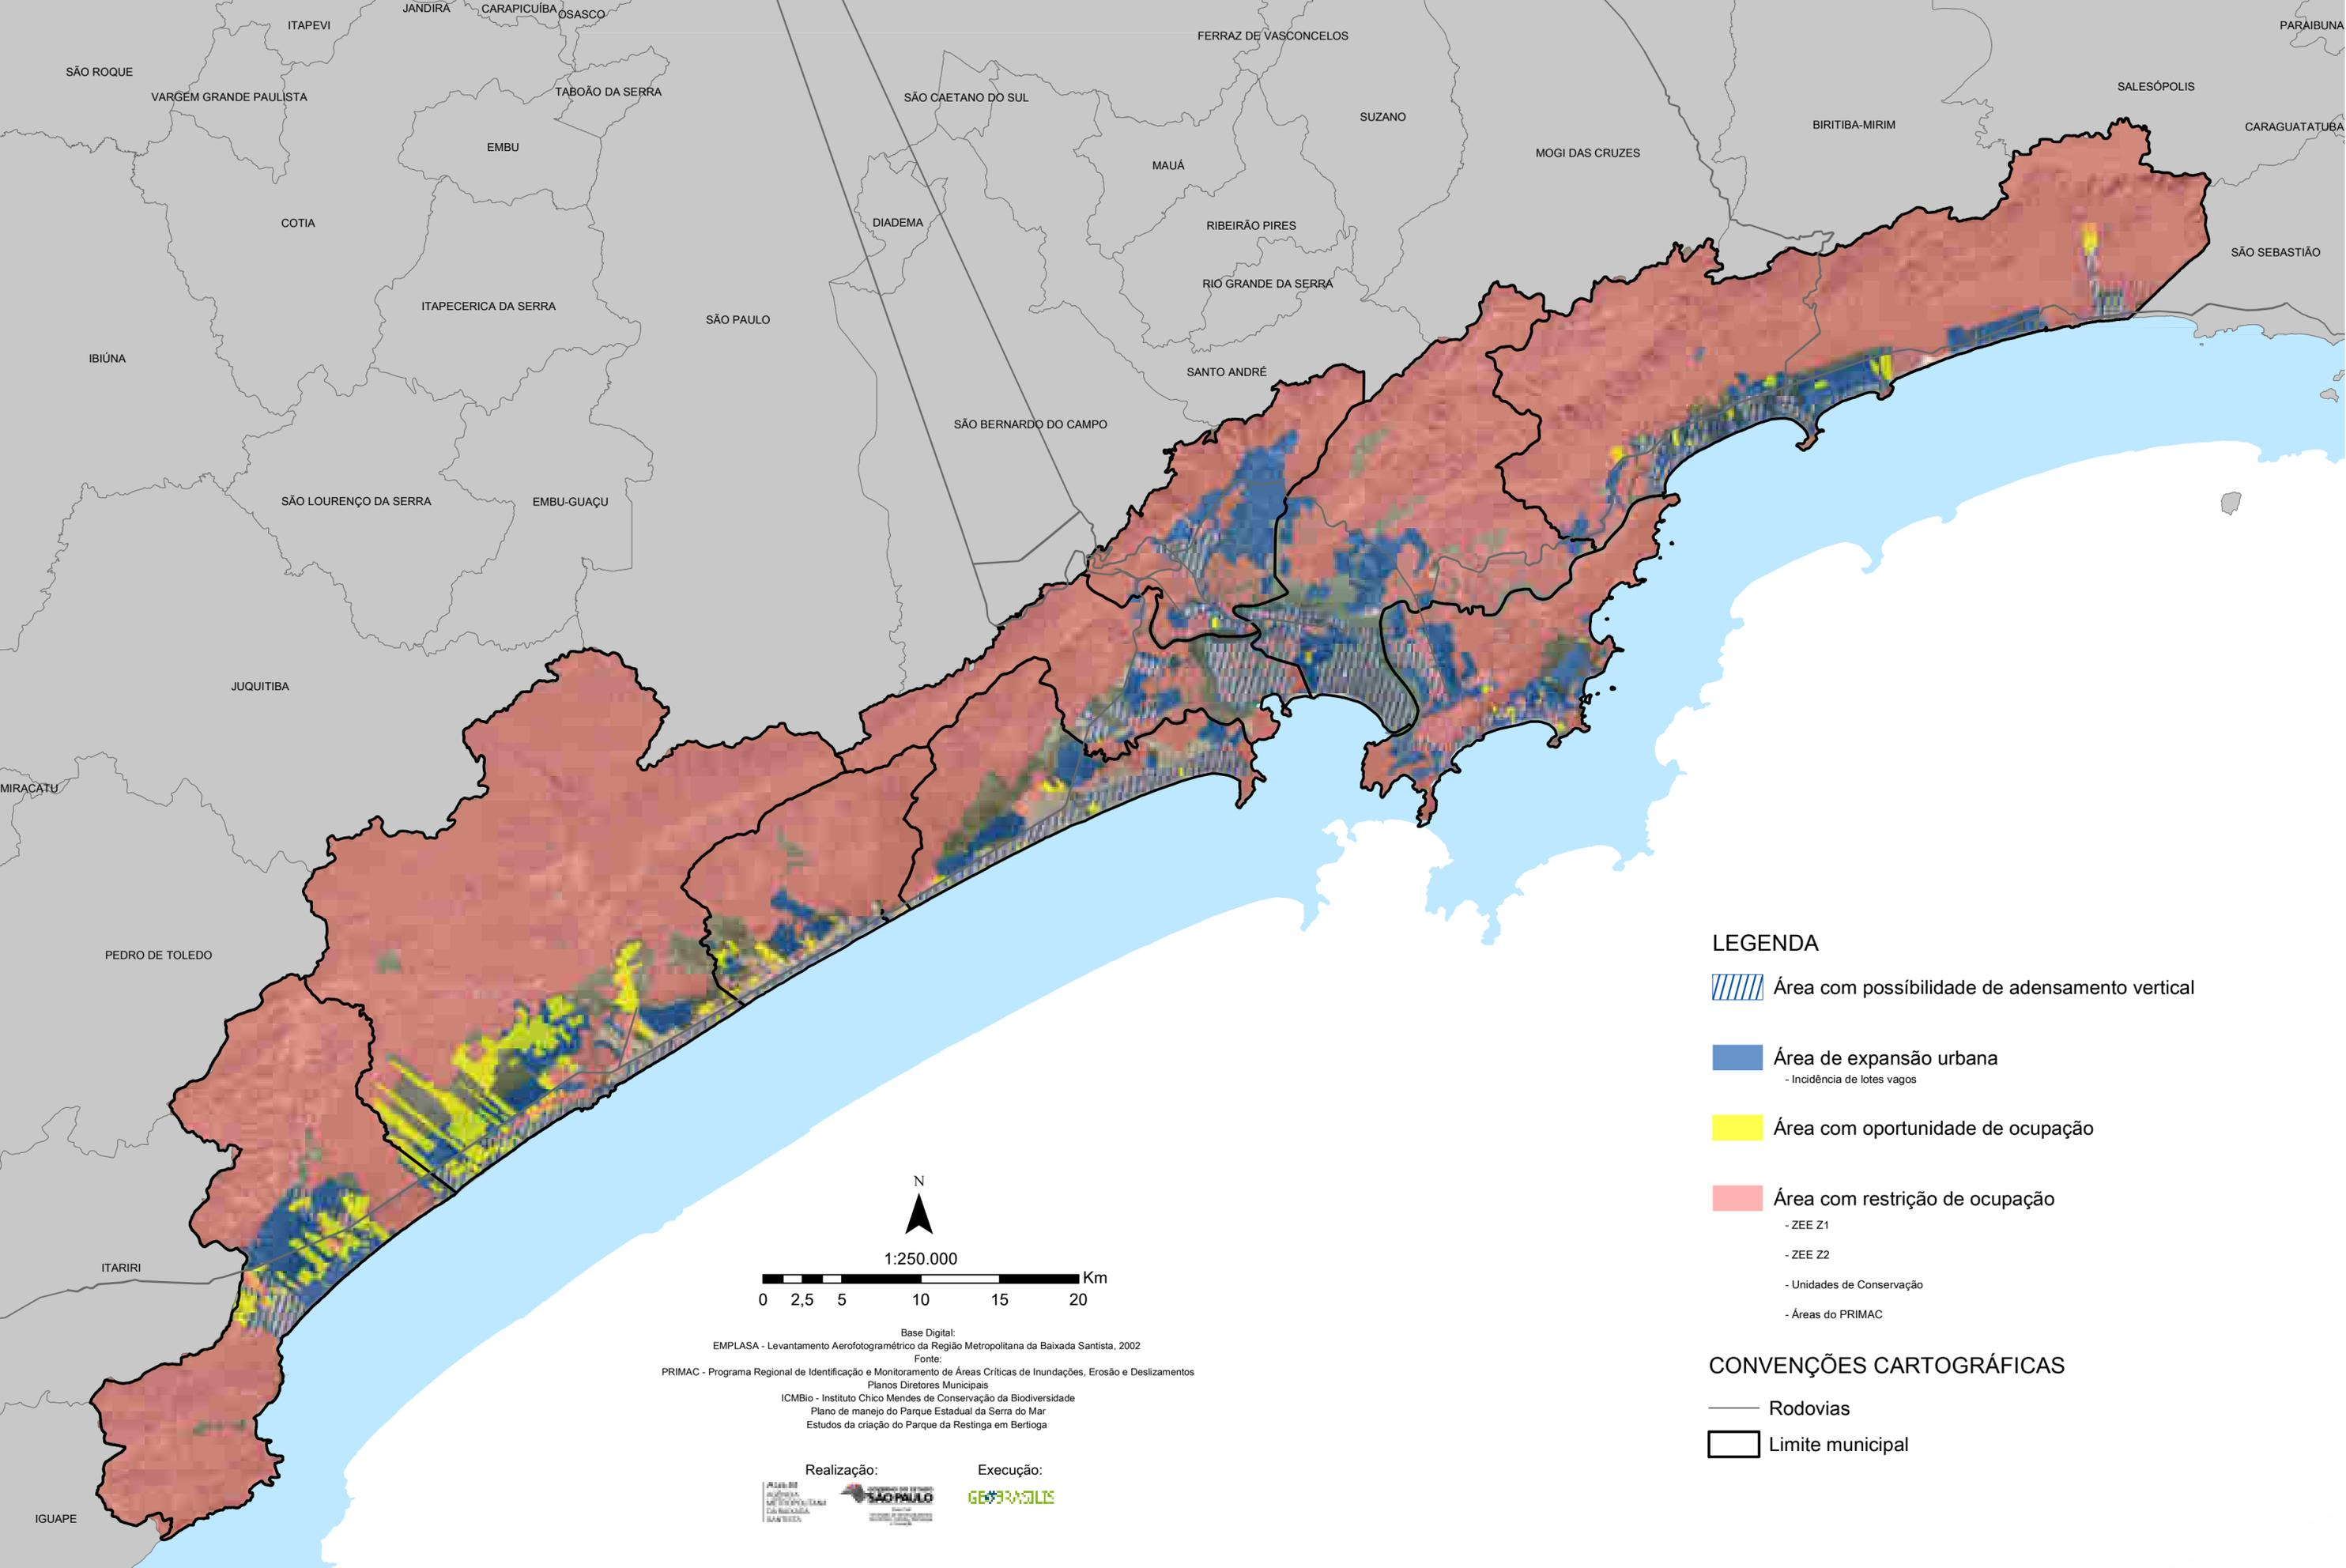 JANDIRA
CARAPICUÍBA
OSASCO
ITAPEVI
PARAIBUNA
FERRAZ DE VASCONCELOS
SÃO ROQUE
VARGEM GRANDE PAULISTA
TABOÃO DA SERRA
SÃO CAETANO DO SUL
SALESÓPOLIS
SUZANO
BIRITIBA-MIRIM
CARAGUATATUBA
EMBU
MOGI DAS CRUZES
MAUÁ
COTIA
DIADEMA
RIBEIRÃO PIRES
SÃO SEBASTIÃO
RIO GRANDE DA SERRA
ITAPECERICA DA SERRA
SÃO PAULO
IBIÚNA
SANTO ANDRÉ
SÃO BERNARDO DO CAMPO
SÃO LOURENÇO DA SERRA
EMBU-GUAÇU
JUQUITIBA
MIRACATU
PEDRO DE TOLEDO
ITARIRI
IGUAPE
LEGENDA
Área com possíbilidade de adensamento vertical
Área de expansão urbana
- Incidência de lotes vagos
Área com oportunidade de ocupação
Área com restrição de ocupação
- ZEE Z1
- ZEE Z2
- Unidades de Conservação
- Áreas do PRIMAC
CONVENÇÕES CARTOGRÁFICAS
Rodovias
Limite municipal
N
1:250.000
Km
0 2,5 5 10 15 20
Base Digital:
EMPLASA - Levantamento Aerofotogramétrico da Região Metropolitana da Baixada Santista, 2002
Fonte:
PRIMAC - Programa Regional de Identificação e Monitoramento de Áreas Críticas de Inundações, Erosão e Deslizamentos
Planos Diretores Municipais
ICMBio - Instituto Chico Mendes de Conservação da Biodiversidade
Plano de manejo do Parque Estadual da Serra do Mar
Estudos da criação do Parque da Restinga em Bertioga
Realização:
Execução:
SÃO PAULO
GEOBRASILIS